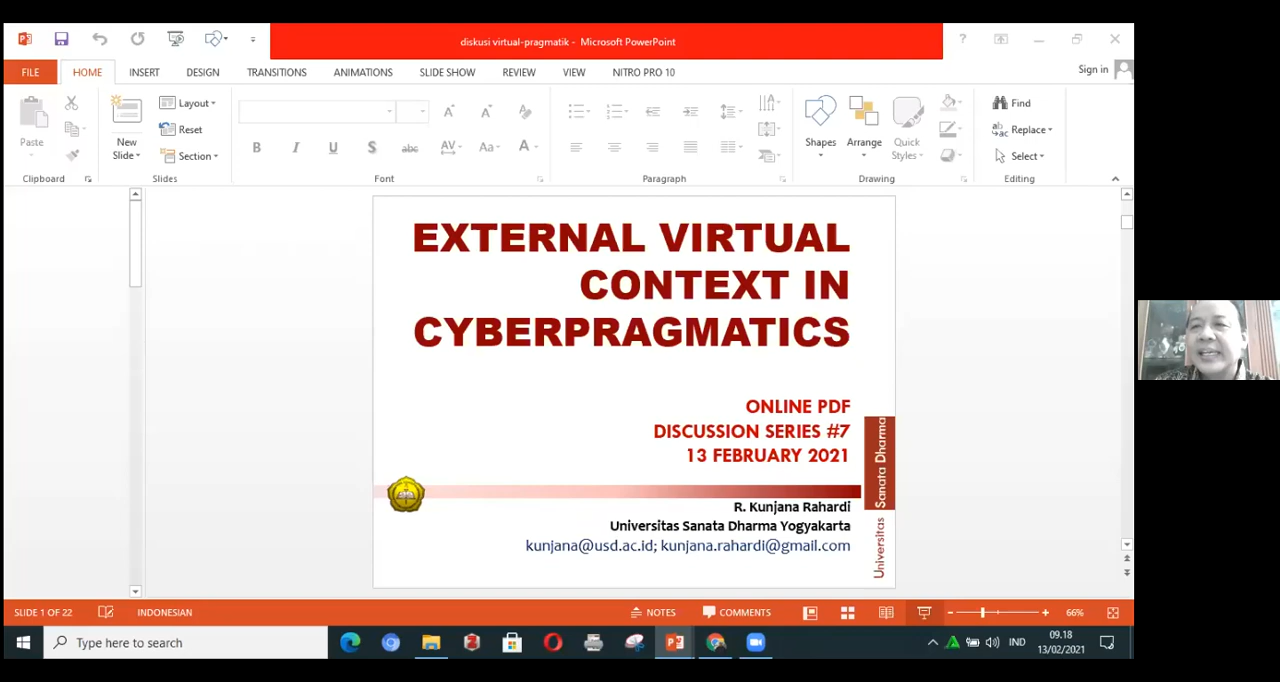 diskusi virtual-pragmatik - Microsoft PowerPoint
FILE HOME INSERT DESIGN TRANSITIONS ANIMATIONS SLIDE SHOW REVIEW VIEW NITRO PRO 10 Sign in
Paste
New Slide
Layout
Reset
Section
Shapes
Arrange
Quick Styles
Find
Replace
Select
Clipboard Slides Font Paragraph Drawing Editing
EXTERNAL VIRTUAL
CONTEXT IN
CYBERPRAGMATICS
ONLINE PDF
DISCUSSION SERIES #7
13 FEBRUARY 2021
R. Kunjana Rahardi
Universitas Sanata Dharma Yogyakarta
kunjana@usd.ac.id; kunjana.rahardi@gmail.com
Universitas Sanata Dharma
SLIDE 1 OF 22 INDONESIAN NOTES COMMENTS 66%
Type here to search IND 09.18
13/02/2021